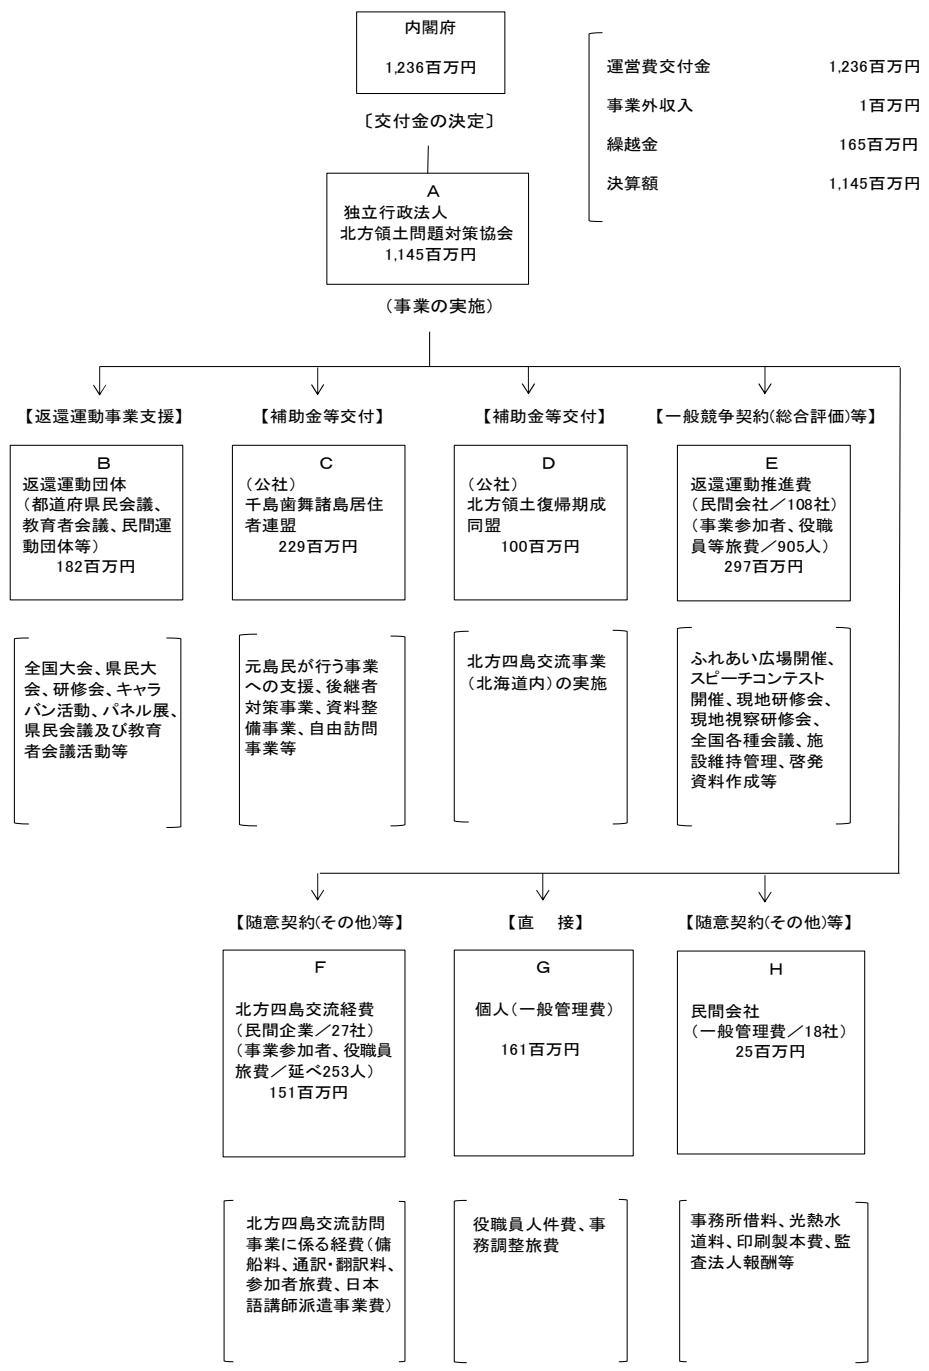 内閣府
1,236百万円
〔交付金の決定〕
運営費交付金 1,236百万円
事業外収入 1百万円
繰越金 165百万円
決算額 1,145百万円
A
独立行政法人
北方領土問題対策協会
1,145百万円
(事業の実施)
【返還運動事業支援】
B
返還運動団体
(都道府県民会議、
教育者会議、民間運
動団体等)
182百万円
全国大会、県民大
会、研修会、キャラ
バン活動、パネル展、
県民会議及び教育
者会議活動等
【補助金等交付】
C
(公社)
千島歯舞諸島居住
者連盟
229百万円
元島民が行う事業
への支援、後継者
対策事業、資料整
備事業、自由訪問
事業等
【補助金等交付】
D
(公社)
北方領土復帰期成
同盟
100百万円
北方四島交流事業
(北海道内)の実施
【一般競争契約(総合評価)等】
E
返還運動推進費
(民間会社/108社)
(事業参加者、役職
員等旅費/905人)
297百万円
ふれあい広場開催、
スピーチコンテスト
開催、現地研修会、
現地視察研修会、
全国各種会議、施
設維持管理、啓発
資料作成等
【随意契約(その他)等】
F
北方四島交流経費
(民間企業/27社)
(事業参加者、役職員
旅費/延べ253人)
151百万円
北方四島交流訪問
事業に係る経費(傭
船料、通訳・翻訳料、
参加者旅費、日本
語講師派遣事業費)
【直 接】
G
個人(一般管理費)
161百万円
役職員人件費、事
務調整旅費
【随意契約(その他)等】
H
民間会社
(一般管理費/18社)
25百万円
事務所借料、光熱水
道料、印刷製本費、監
査法人報酬等